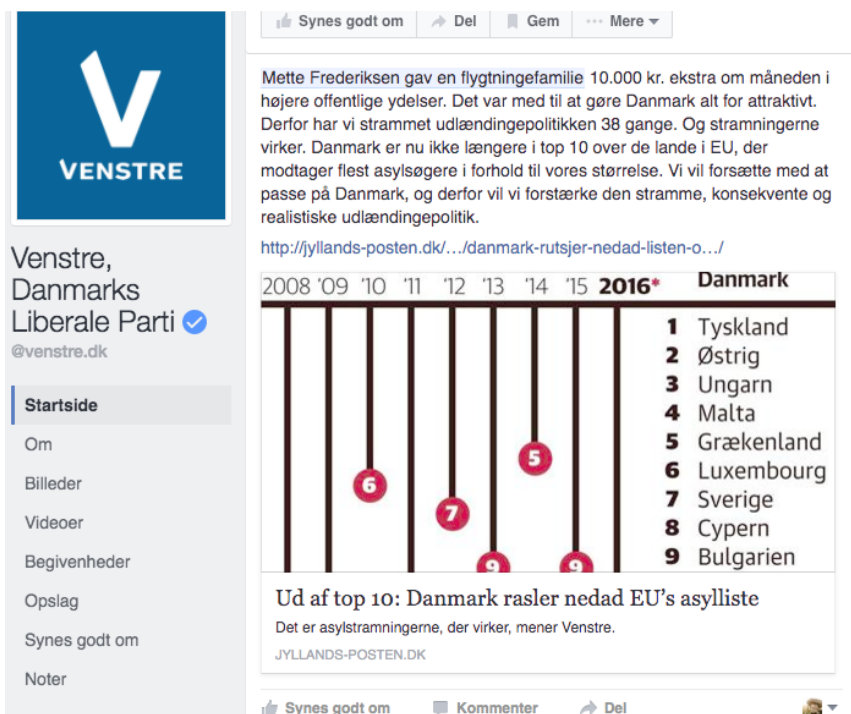 VENSTRE
Venstre,
Danmarks
Liberale Parti
@venstre.dk
Startside
Om
Billeder
Videoer
Begivenheder
Opslag
Synes godt om
Noter
Synes godt om Del Gem Mere
Mette Frederiksen gav en flygtningefamilie 10.000 kr. ekstra om måneden i
højere offentlige ydelser. Det var med til at gøre Danmark alt for attraktivt.
Derfor har vi strammet udlændingepolitikken 38 gange. Og stramningerne
virker. Danmark er nu ikke længere i top 10 over de lande i EU, der
modtager flest asylsøgere i forhold til vores størrelse. Vi vil forsætte med at
passe på Danmark, og derfor vil vi forstærke den stramme, konsekvente og
realistiske udlændingepolitik.
http://jyllands-posten.dk/.../danmark-rutsjer-nedad-listen-o.../
2008 '09 '10 '11 '12 '13 '14 '15 2016* Danmark
1 Tyskland
2 Østrig
3 Ungarn
4 Malta
5 Grækenland
6 Luxembourg
7 Sverige
8 Cypern
9 Bulgarien
5
6
7
9 9
Ud af top 10: Danmark rasler nedad EU's asylliste
Det er asylstramningerne, der virker, mener Venstre.
JYLLANDS-POSTEN.DK
Synes godt om Kommenter Del